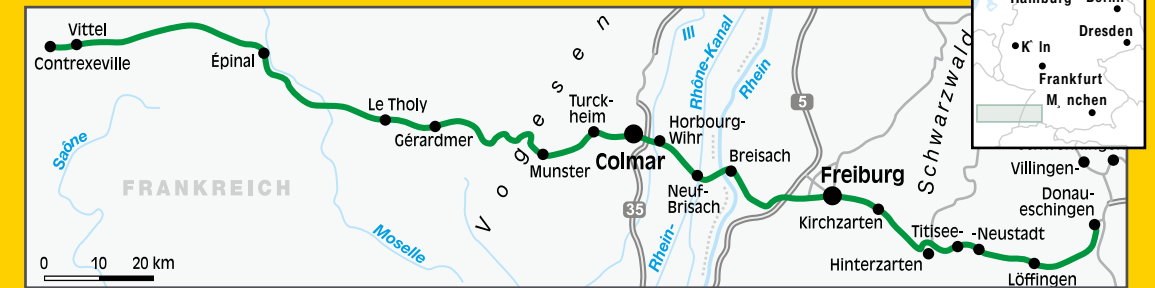 Vittel
Contrexeville
Épinal
Le Tholy
Gérardmer
Saône
FRANKREICH
Moselle
0 10 20 km
Vogesen
Munster
Turck-
heim
Colmar
Horbourg-
Wihr
Neuf-
Brisach
Breisach
35
Ill
Rhône-Kanal
Rhein-
Rhein
5
Freiburg
Kirchzarten
Schwarzwald
Hinterzarten
Titisee-
-Neustadt
Löffingen
Donau-
eschingen
Villingen-
Dresden
K ln
Frankfurt
M nchen